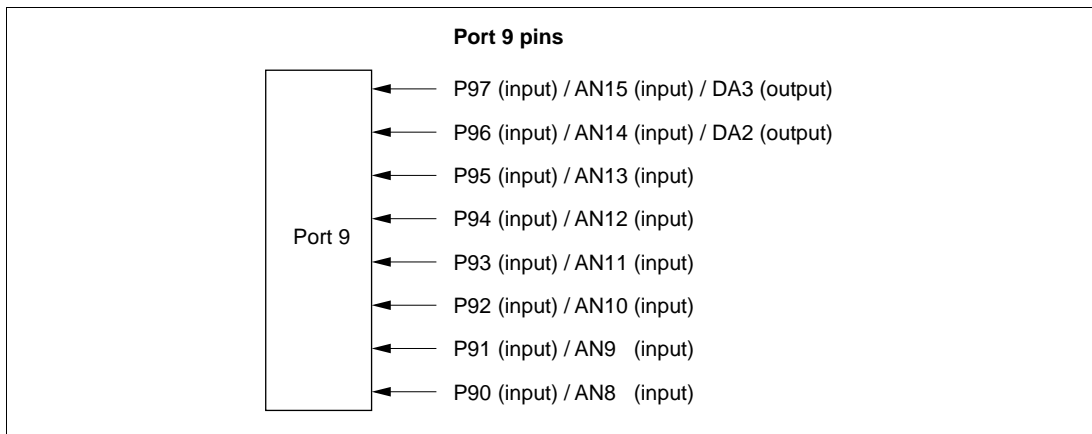 Port 9 pins
P97 (input) / AN15 (input) / DA3 (output)
P96 (input) / AN14 (input) / DA2 (output)
P95 (input) / AN13 (input)
P94 (input) / AN12 (input)
Port 9
P93 (input) / AN11 (input)
P92 (input) / AN10 (input)
P91 (input) / AN9 (input)
P90 (input) / AN8 (input)